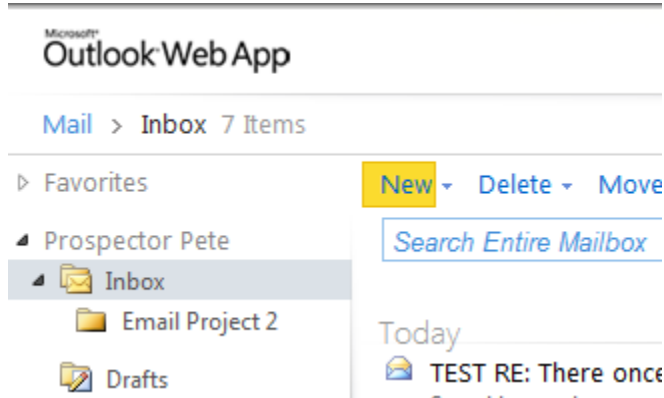 Microsoft®
Outlook Web App
Mail > Inbox 7 Items
Favorites
New Delete Move
Prospector Pete
Search Entire Mailbox
Inbox
Email Project 2
Today
Drafts
TEST RE: There once